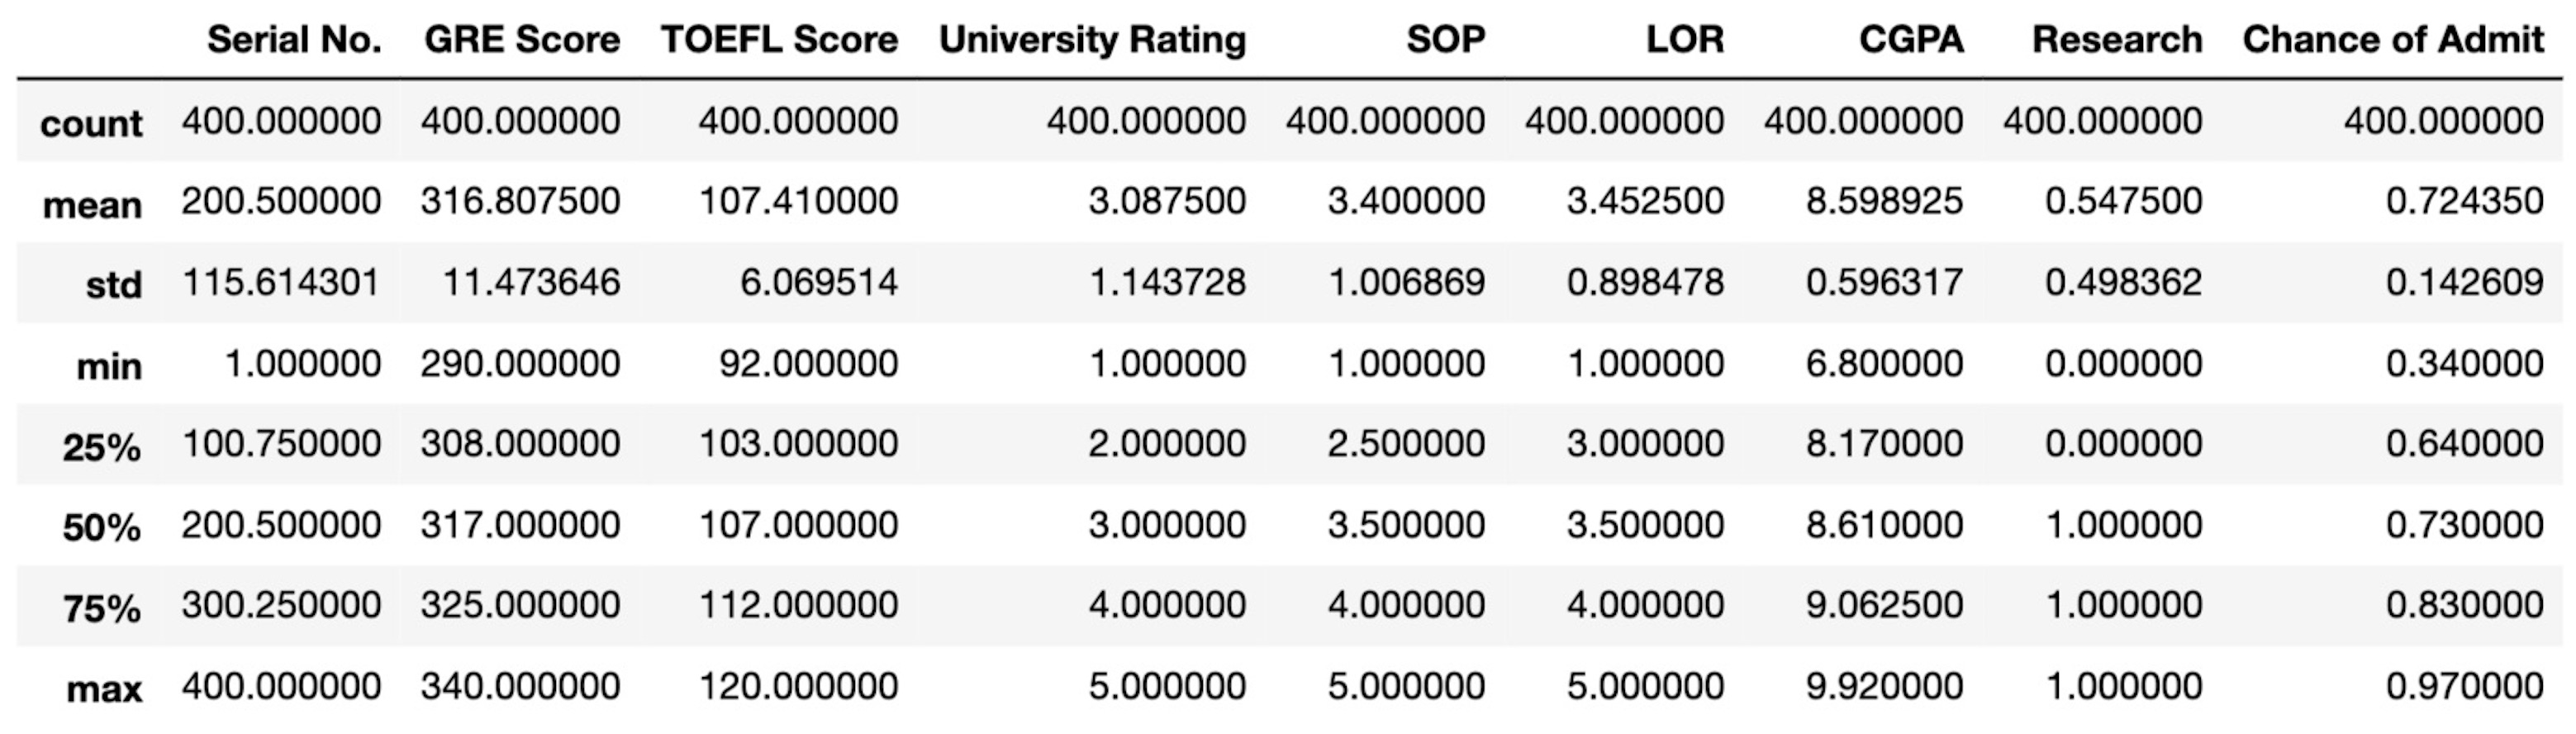 Serial No. GRE Score TOEFL Score University Rating SOP LOR CGPA Research Chance of Admit
count 400.000000 400.000000 400.000000 400.000000 400.000000 400.000000 400.000000 400.000000 400.000000
mean 200.500000 316.807500 107.410000 3.087500 3.400000 3.452500 8.598925 0.547500 0.724350
std 115.614301 11.473646 6.069514 1.143728 1.006869 0.898478 0.596317 0.498362 0.142609
min 1.000000 290.000000 92.000000 1.000000 1.000000 1.000000 6.800000 0.000000 0.340000
25% 100.750000 308.000000 103.000000 2.000000 2.500000 3.000000 8.170000 0.000000 0.640000
50% 200.500000 317.000000 107.000000 3.000000 3.500000 3.500000 8.610000 1.000000 0.730000
75% 300.250000 325.000000 112.000000 4.000000 4.000000 4.000000 9.062500 1.000000 0.830000
max 400.000000 340.000000 120.000000 5.000000 5.000000 5.000000 9.920000 1.000000 0.970000